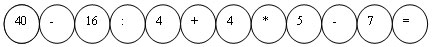 40 - 16 : 4 + 4 * 5 - 7 =